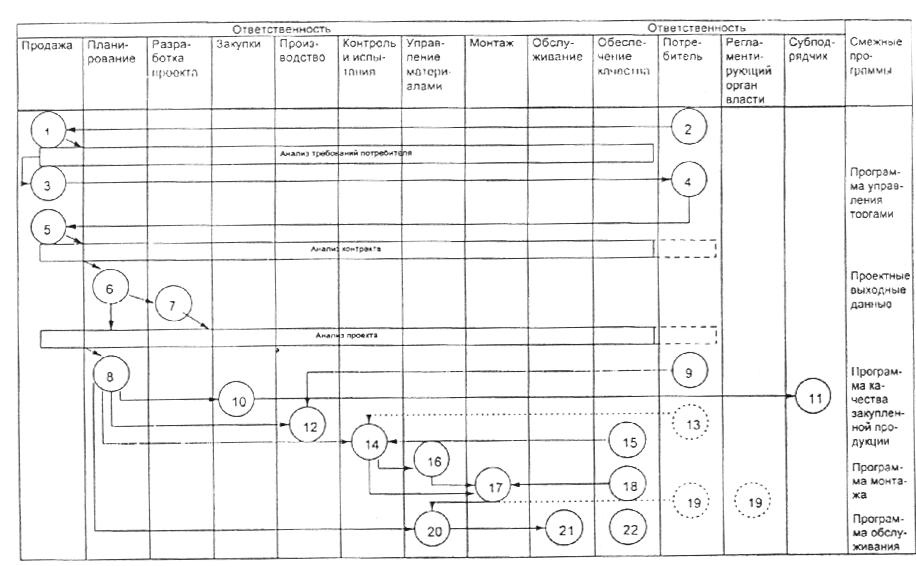 Ответственность Ответственность
Продажа
Плани-
рование
Разра-
ботка
проекта
Закупки
Произ-
водство
Контроль
и испы-
тания
Управ-
ление
матери-
алами
Монтаж
Обслу-
живание
Обеспе-
чение
качества
Потре-
битель
Регла-
менти-
рующий
орган
власти
Субпод-
рядчик
Смежные
про-
граммы
1
2
Анализ требований потребителя
3
4
Програм-
ма управ-
ления
торгами
5
Анализ контракта
6
7
Проектные
выходные
данные
Анализ проекта
8
9
10
11
Програм-
ма ка-
чества
закуплен-
ной про-
дукции
12
13
14
15
16
17
18
Програм-
ма монта-
жа
19
19
20
21
22
Програм-
ма обслу-
живания